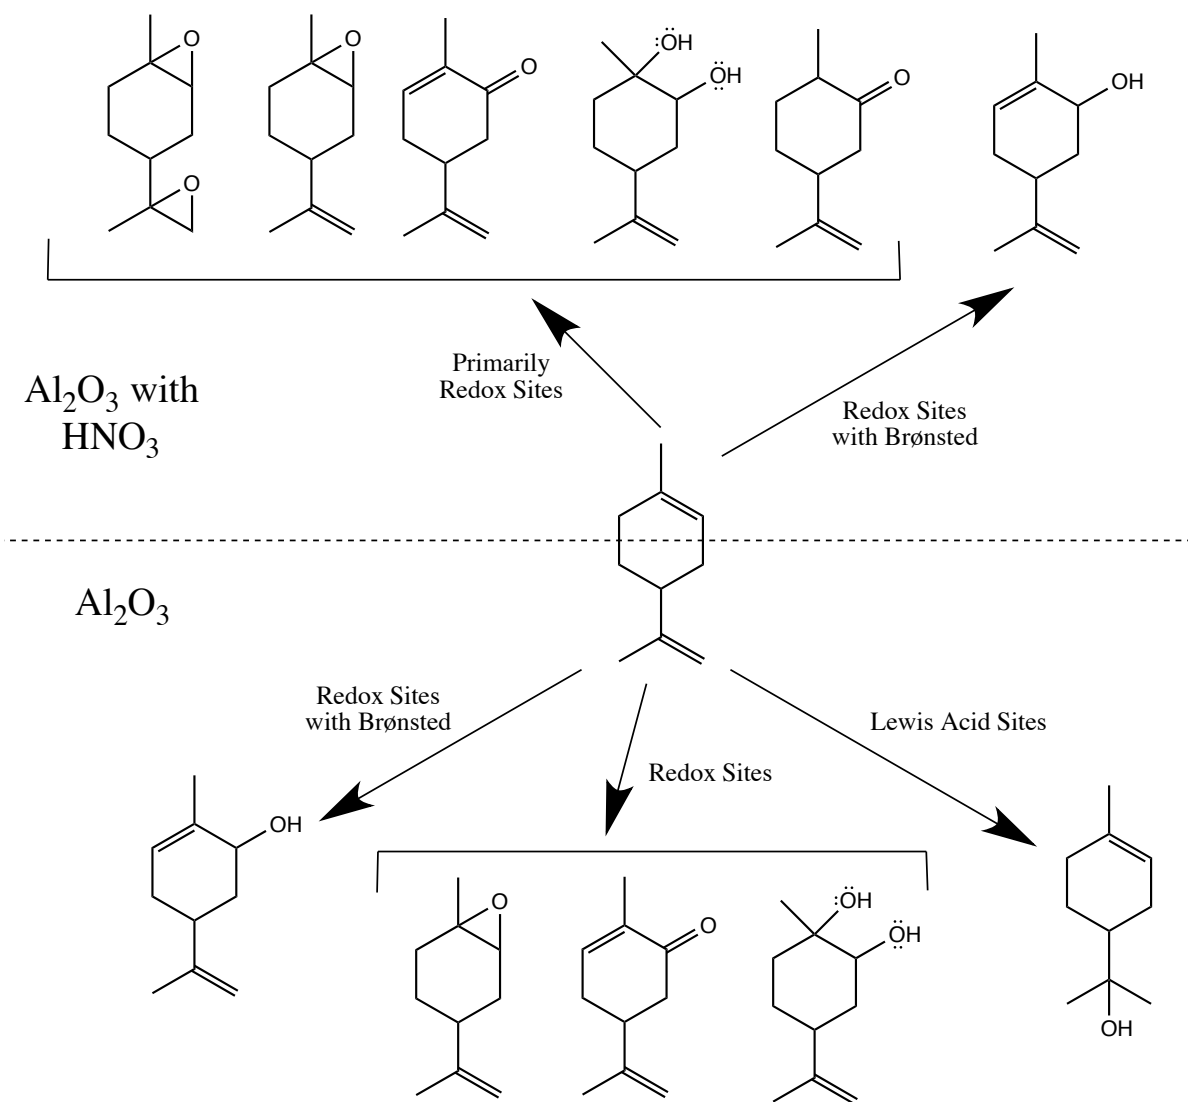 O
O
O
O
:ÖH
ÖH
O
OH
Primarily
Redox Sites
Al₂O₃ with
HNO₃
Redox Sites
with Brønsted
Al₂O₃
Redox Sites
with Brønsted
Lewis Acid Sites
Redox Sites
OH
O
O
:ÖH
ÖH
OH